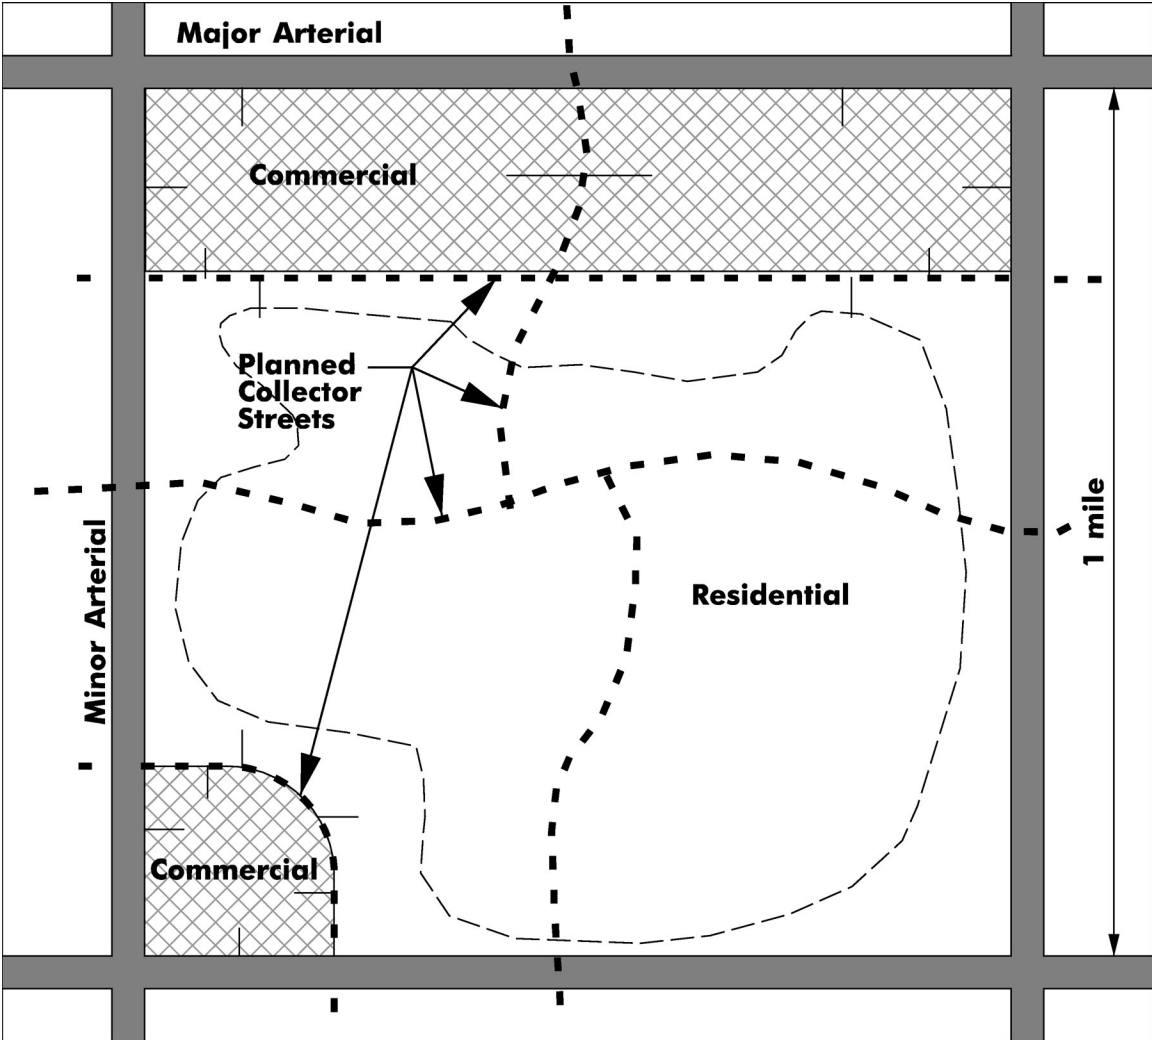 Major Arterial
Commercial
Planned
Collector
Streets
1 mile
Minor Arterial
Residential
Commercial